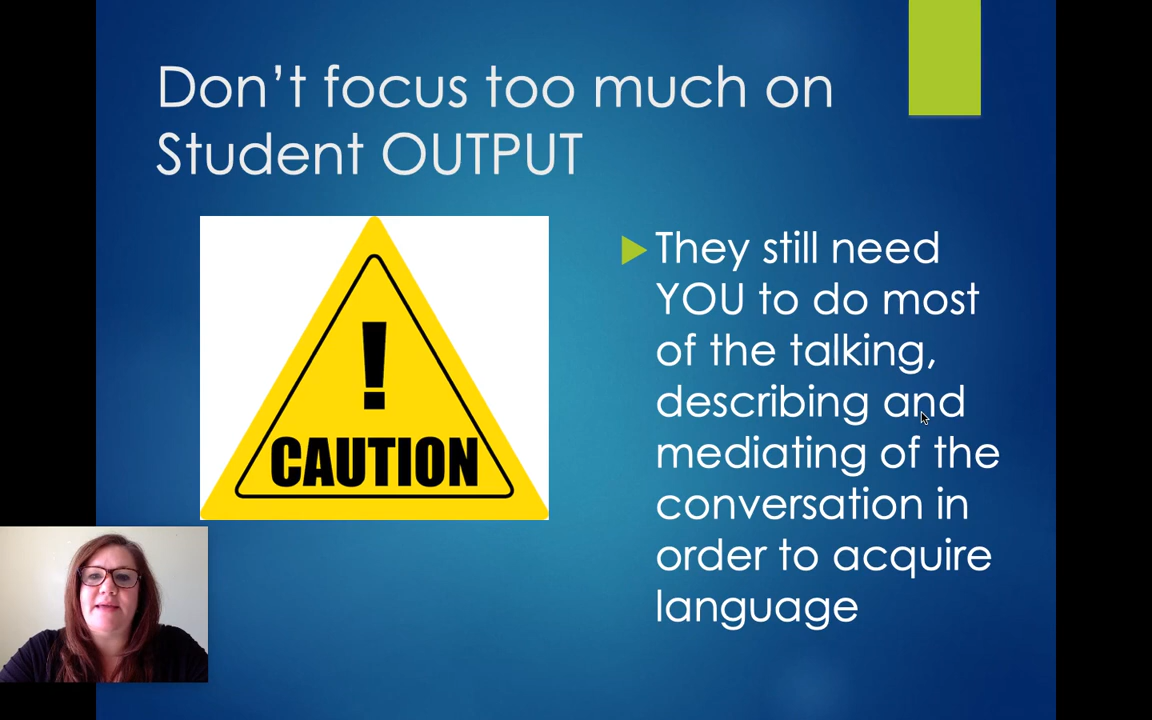 Don’t focus too much on
Student OUTPUT
!
CAUTION
They still need
YOU to do most
of the talking,
describing and
mediating of the
conversation in
order to acquire
language